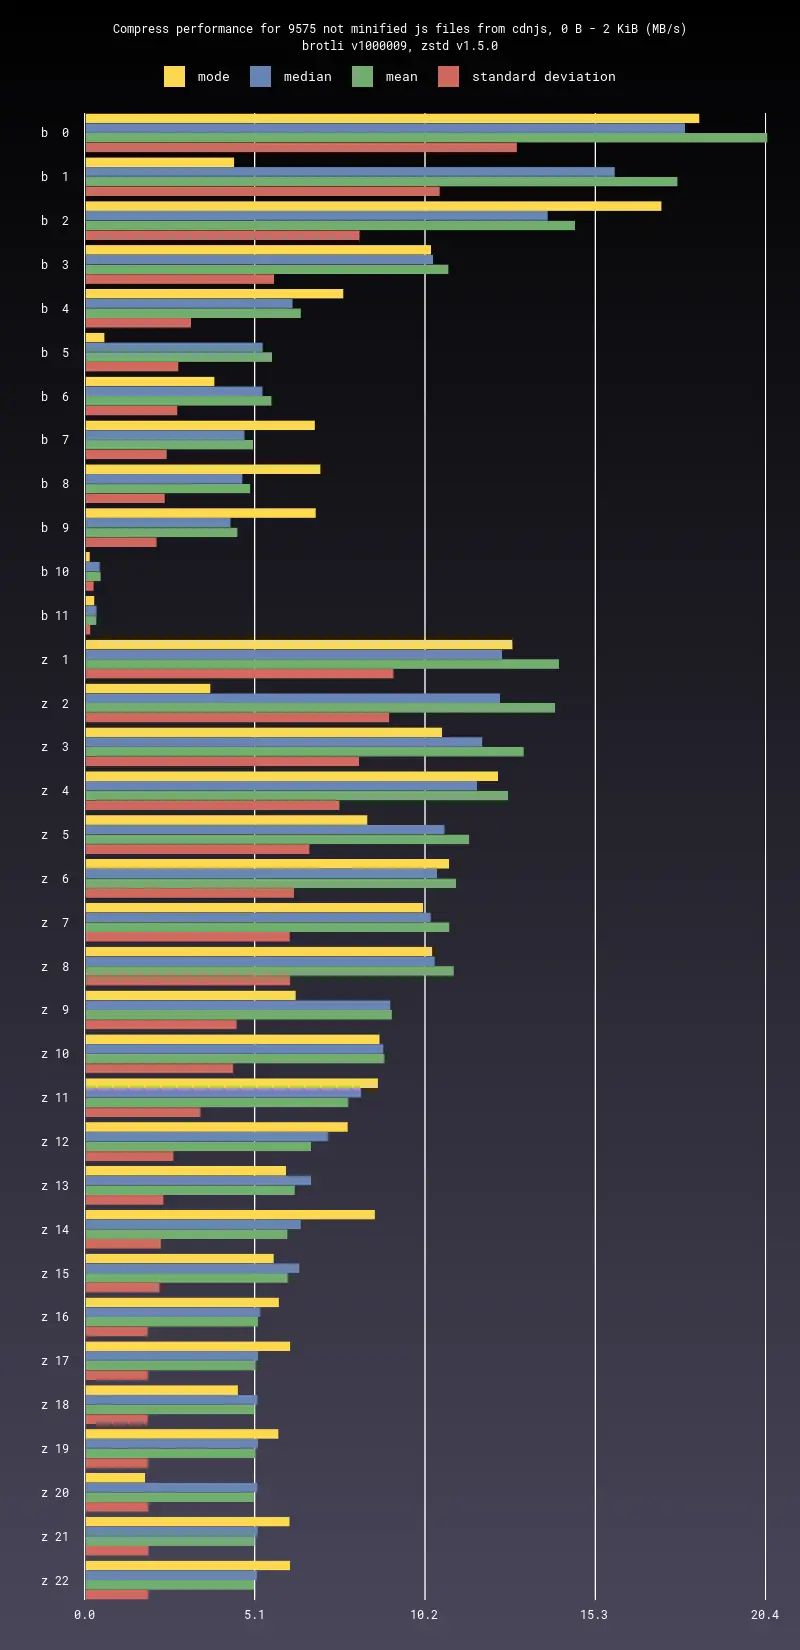 Compress performance for 9575 not minified js files from cdnjs, 0 B - 2 KiB (MB/s)
brotli v1000009, zstd v1.5.0
mode median mean standard deviation
b 0
b 1
b 2
b 3
b 4
b 5
b 6
b 7
b 8
b 9
b 10
b 11
z 1
z 2
z 3
z 4
z 5
z 6
z 7
z 8
z 9
z 10
z 11
z 12
z 13
z 14
z 15
z 16
z 17
z 18
z 19
z 20
z 21
z 22
0.0 5.1 10.2 15.3 20.4